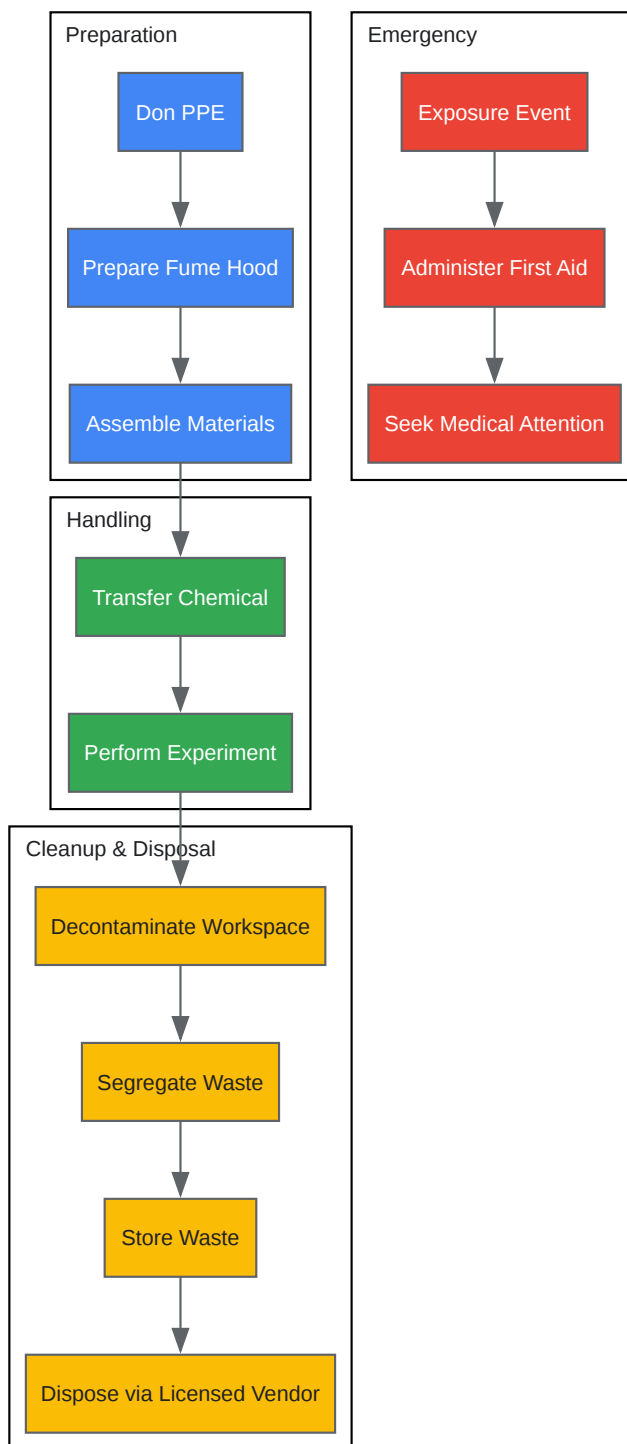 Preparation
Don PPE
Prepare Fume Hood
Assemble Materials
Emergency
Exposure Event
Administer First Aid
Seek Medical Attention
Handling
Transfer Chemical
Perform Experiment
Cleanup & Disposal
Decontaminate Workspace
Segregate Waste
Store Waste
Dispose via Licensed Vendor